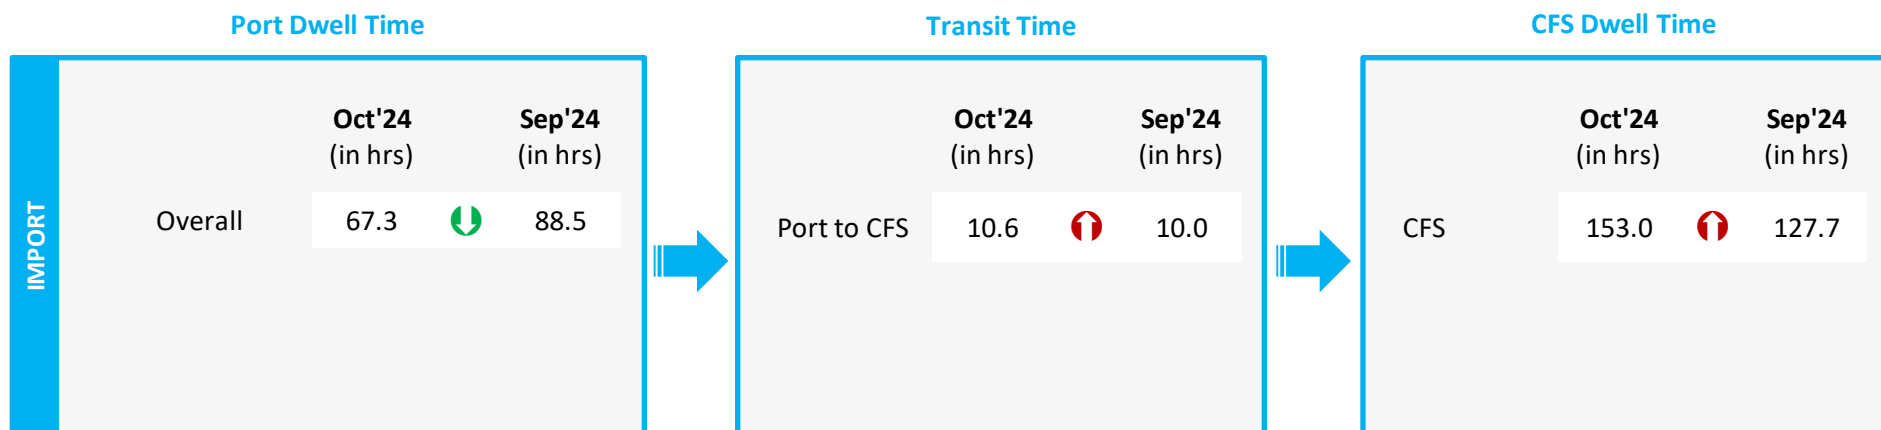 Port Dwell Time
Transit Time
CFS Dwell Time
IMPORT
Oct'24 Sep'24
(in hrs) (in hrs)
Overall 67.3 88.5
Oct'24 Sep'24
(in hrs) (in hrs)
Port to CFS 10.6 10.0
Oct'24 Sep'24
(in hrs) (in hrs)
CFS 153.0 127.7